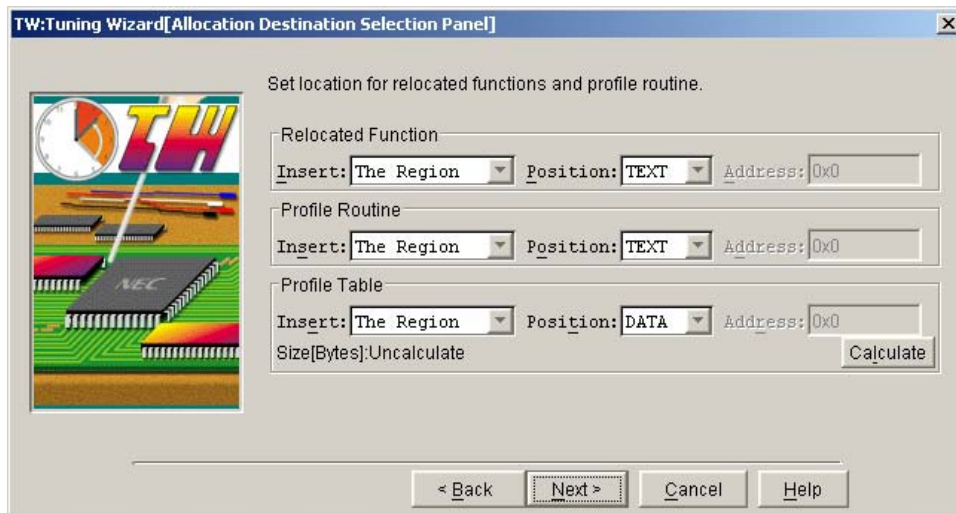 TW:Tuning Wizard[Allocation Destination Selection Panel]
TW
NEC
Set location for relocated functions and profile routine.
Relocated Function
Insert: The Region Position: TEXT Address: 0x0
Profile Routine
Insert: The Region Position: TEXT Address: 0x0
Profile Table
Insert: The Region Position: DATA Address: 0x0
Size[Bytes]:Uncalculate Calculate
< Back Next > Cancel Help